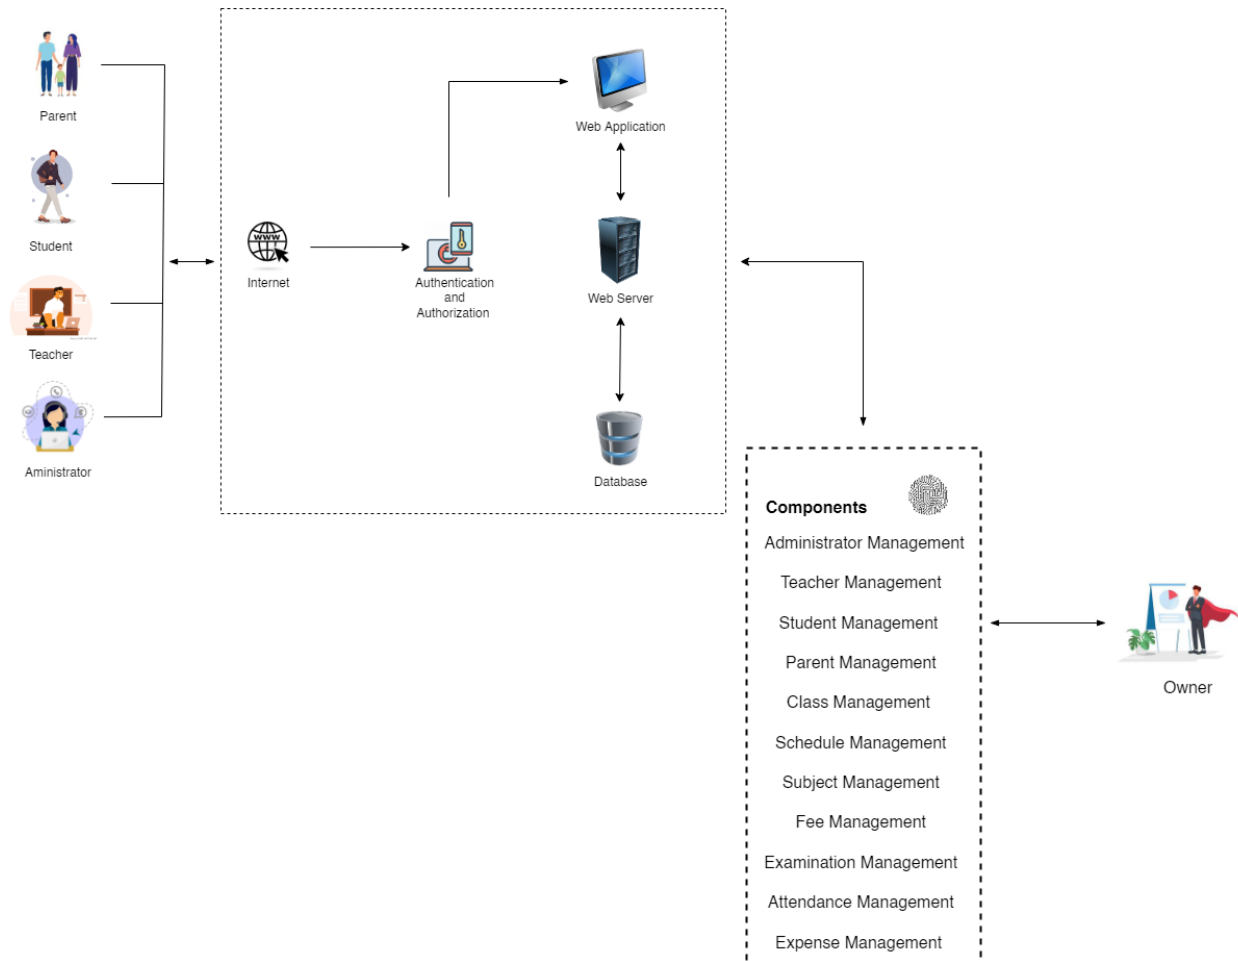 Parent
Student
Teacher
Aministrator
WWW
Internet
Authentication
and
Authorization
Web Application
Web Server
Database
Components
Administrator Management
Teacher Management
Student Management
Parent Management
Class Management
Schedule Management
Subject Management
Fee Management
Examination Management
Attendance Management
Expense Management
Owner